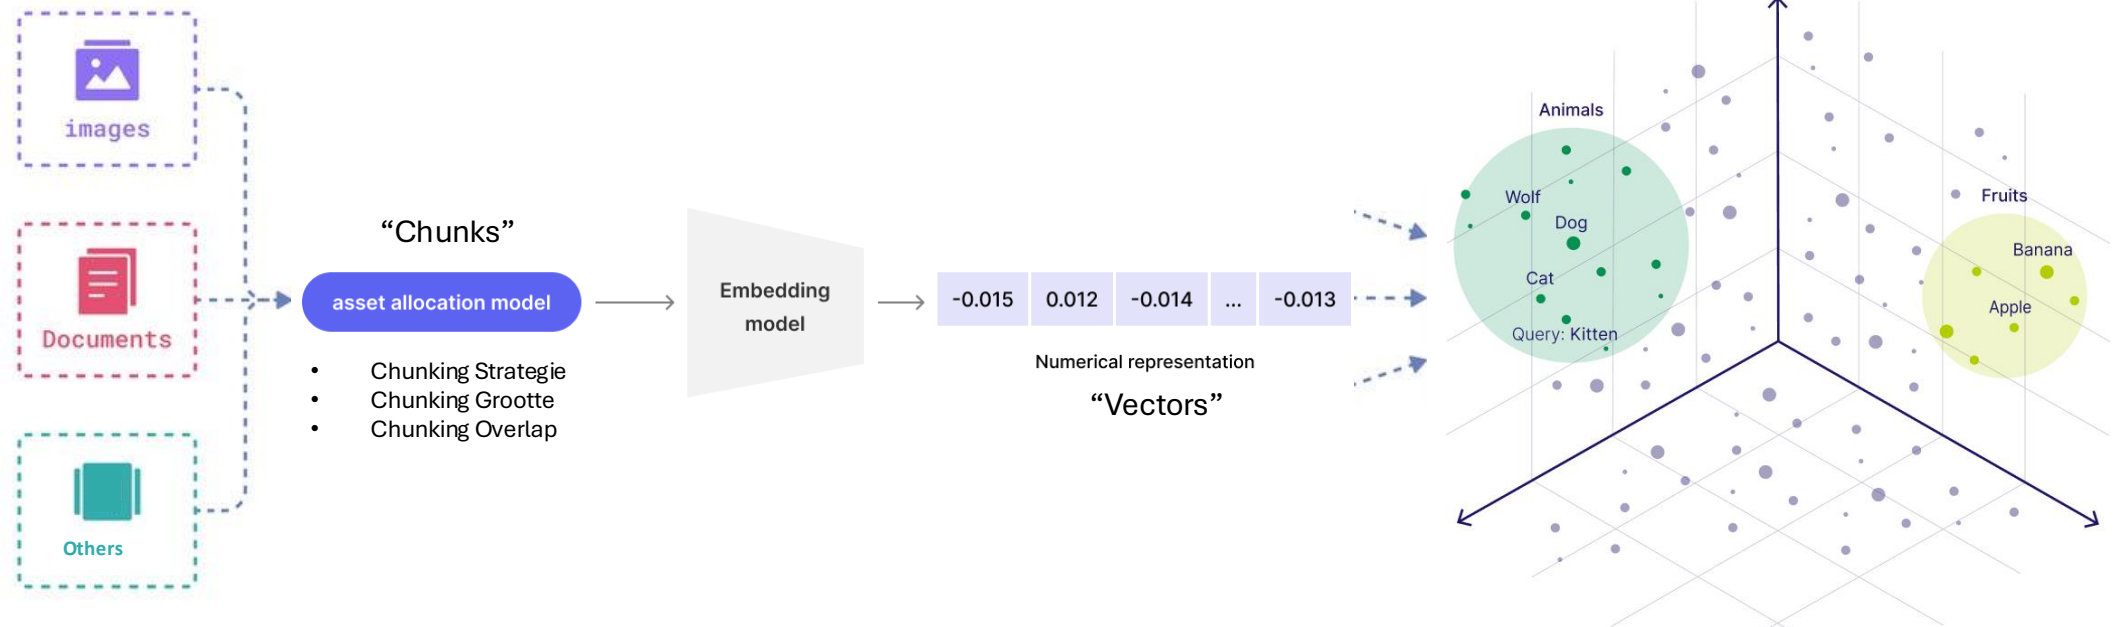 images
Documents
Others
“Chunks”
asset allocation model
• Chunking Strategie
• Chunking Grootte
• Chunking Overlap
Embedding
model
-0.015 0.012 -0.014 ... -0.013
Numerical representation
“Vectors”
Animals
Wolf
Dog
Cat
Query: Kitten
Fruits
Banana
Apple